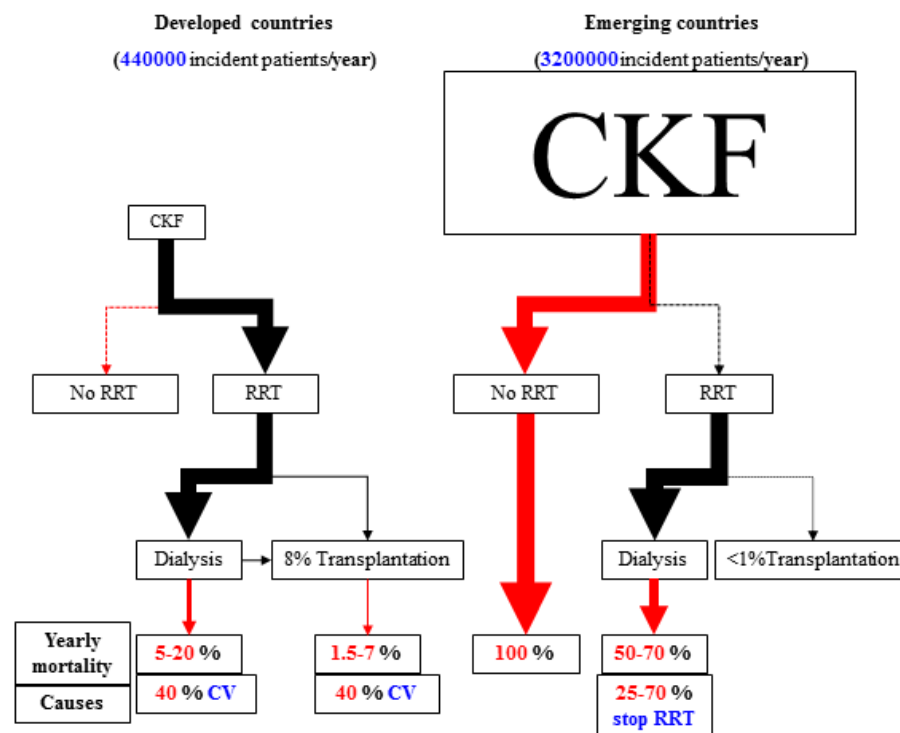 Developed countries
(440000 incident patients/year)
Emerging countries
(3200000 incident patients/year)
CKF
CKF
No RRT
RRT
No RRT
RRT
Dialysis
8% Transplantation
Dialysis
<1%Transplantation
Yearly
mortality
5-20 %
1.5-7 %
100 %
50-70 %
Causes
40 % CV
40 % CV
25-70 %
stop RRT